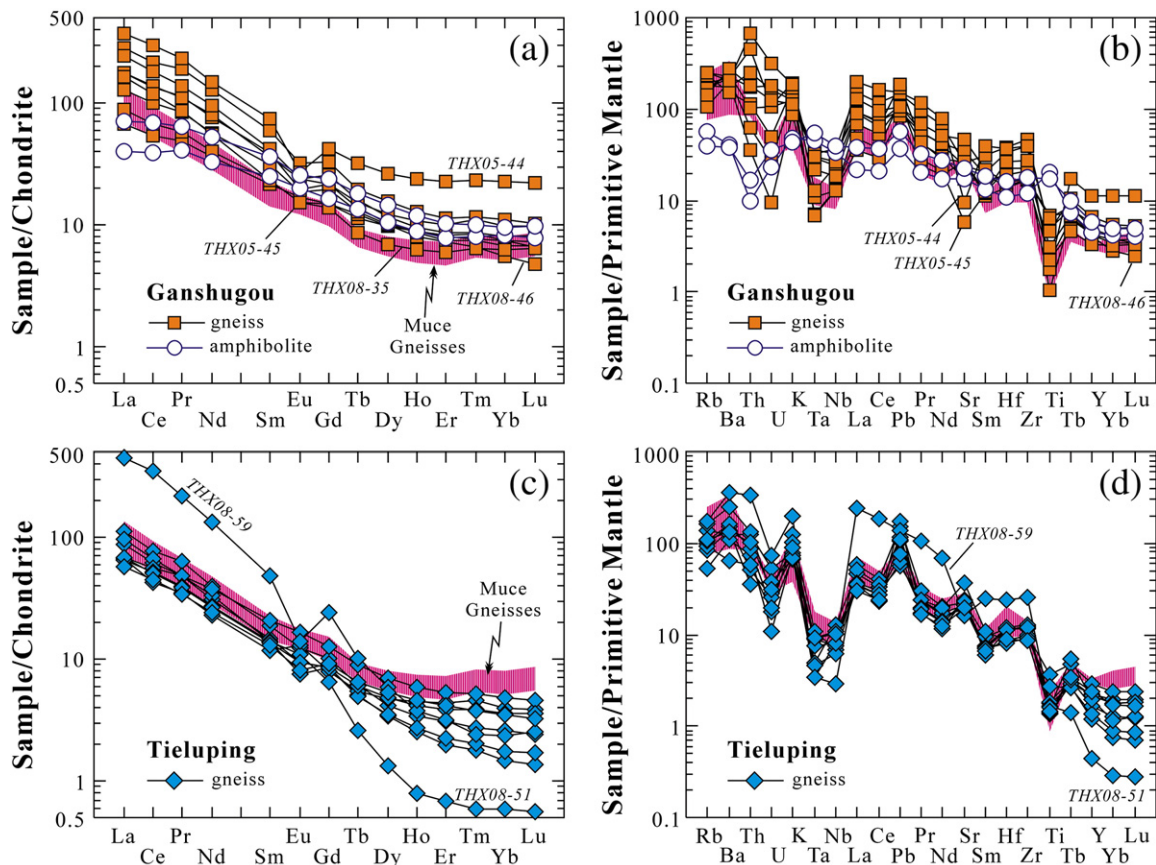 Sample/Chondrite
500
100
10
1
0.5
(a)
THX05-44
THX05-45
THX08-35
THX08-46
Muce
Gneisses
Ganshugou
gneiss
amphibolite
La Pr Eu Tb Ho Tm Lu
Ce Nd Sm Gd Dy Er Yb
Sample/Primitive Mantle
1000
100
10
1
0.1
(b)
THX05-44
THX05-45
THX08-46
Ganshugou
gneiss
amphibolite
Rb Th K Nb Ce Pr Sr Hf Ti Y Lu
Ba U Ta La Pb Nd Sm Zr Tb Yb
Sample/Chondrite
500
100
10
1
0.5
(c)
THX08-59
Muce
Gneisses
Tieluping
gneiss
THX08-51
La Pr Eu Tb Ho Tm Lu
Ce Nd Sm Gd Dy Er Yb
Sample/Primitive Mantle
1000
100
10
1
0.1
(d)
THX08-59
Tieluping
gneiss
THX08-51
Rb Th K Nb Ce Pr Sr Hf Ti Y Lu
Ba U Ta La Pb Nd Sm Zr Tb Yb